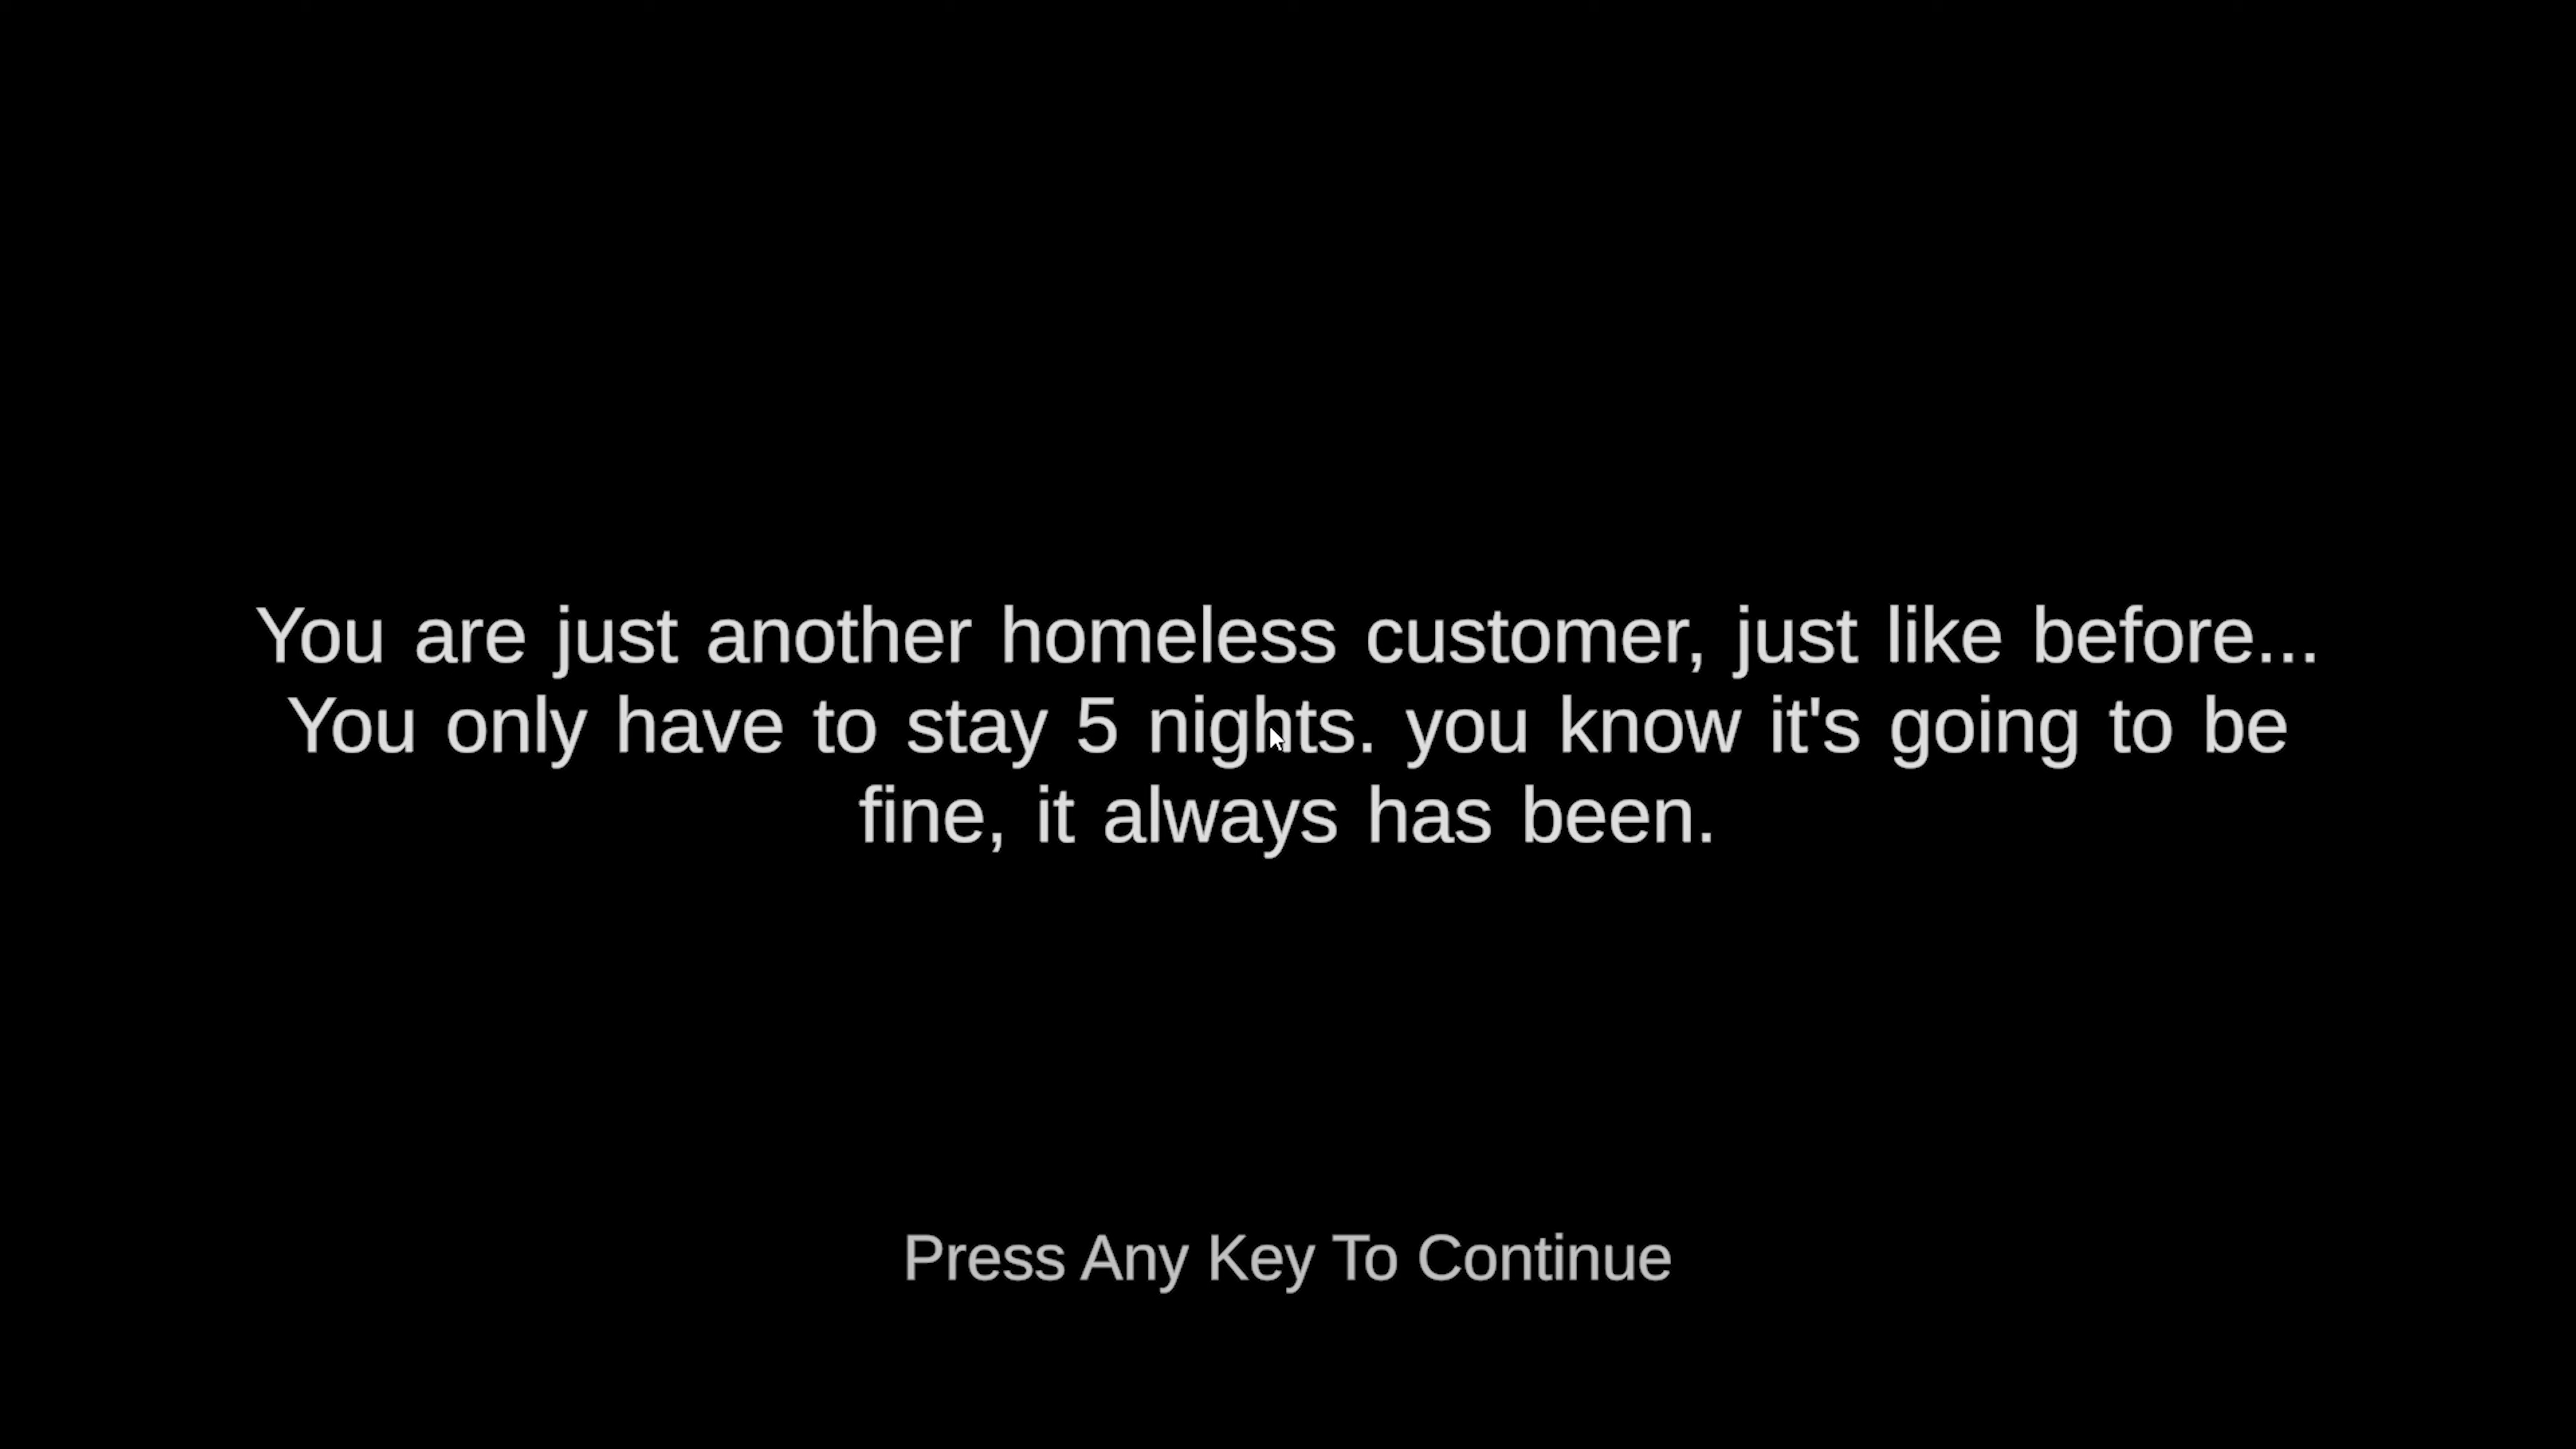 You are just another homeless customer, just like before...
You only have to stay 5 nights. you know it's going to be
fine, it always has been.
Press Any Key To Continue